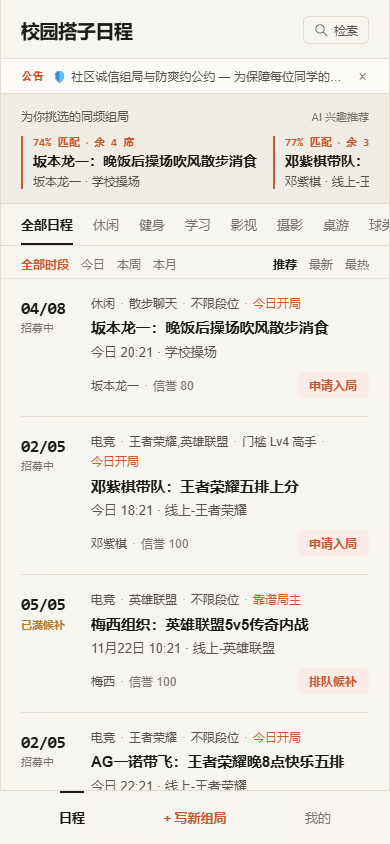 校园搭子日程
检索
公告 社区诚信组局与防爽约公约 — 为保障每位同学的... ×
为你挑选的同频组局 AI 兴趣推荐
74% 匹配 · 余 4 席
坂本龙一：晚饭后操场吹风散步消食
坂本龙一 · 学校操场
77% 匹配 · 余 3
邓紫棋带队：
邓紫棋 · 线上-王
全部日程 休闲 健身 学习 影视 摄影 桌游 球类
全部时段 今日 本周 本月 推荐 最新 最热
04/08
招募中
休闲 · 散步聊天 · 不限段位 · 今日开局
坂本龙一：晚饭后操场吹风散步消食
今日 20:21 · 学校操场
坂本龙一 · 信誉 80
申请入局
02/05
招募中
电竞 · 王者荣耀,英雄联盟 · 门槛 Lv4 高手 ·
今日开局
邓紫棋带队：王者荣耀五排上分
今日 18:21 · 线上-王者荣耀
邓紫棋 · 信誉 100
申请入局
05/05
已满候补
电竞 · 英雄联盟 · 不限段位 · 靠谱局主
梅西组织：英雄联盟5v5传奇内战
11月22日 10:21 · 线上-英雄联盟
梅西 · 信誉 100
排队候补
02/05
招募中
电竞 · 王者荣耀 · 不限段位 · 今日开局
AG一诺带飞：王者荣耀晚8点快乐五排
今日 22:21 · 线上-王者荣耀
日程 + 写新组局 我的